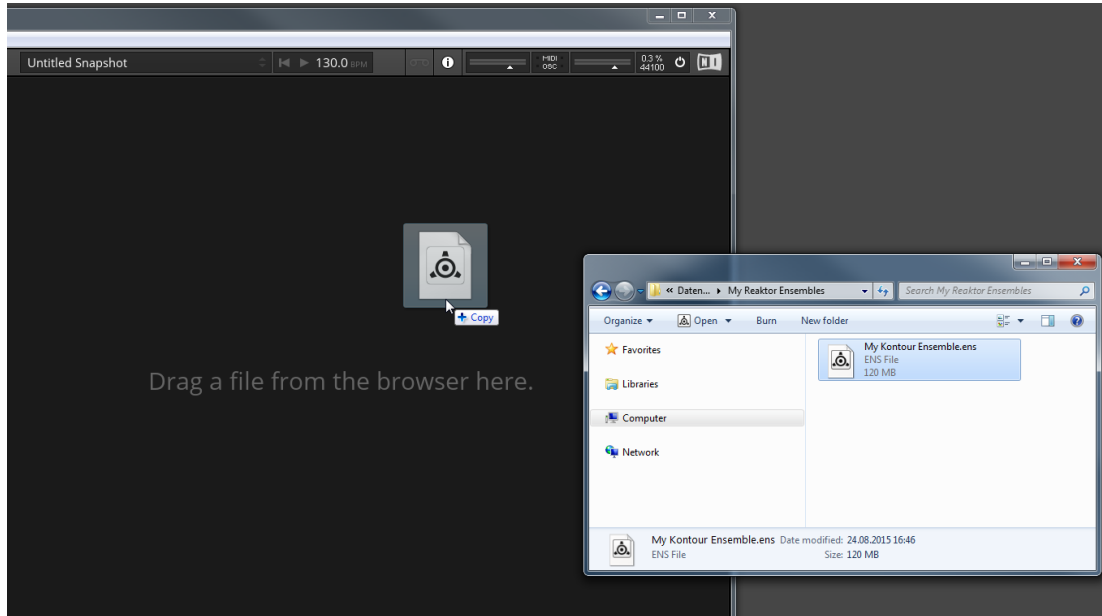 Untitled Snapshot
130.0 BPM
MIDI
OSC
0.3 %
44100
NI
Copy
Drag a file from the browser here.
« Daten... ▸ My Reaktor Ensembles
Search My Reaktor Ensembles
Organize Open Burn New folder
Favorites
Libraries
Computer
Network
My Kontour Ensemble.ens
ENS File
120 MB
My Kontour Ensemble.ens Date modified: 24.08.2015 16:46
ENS File Size: 120 MB